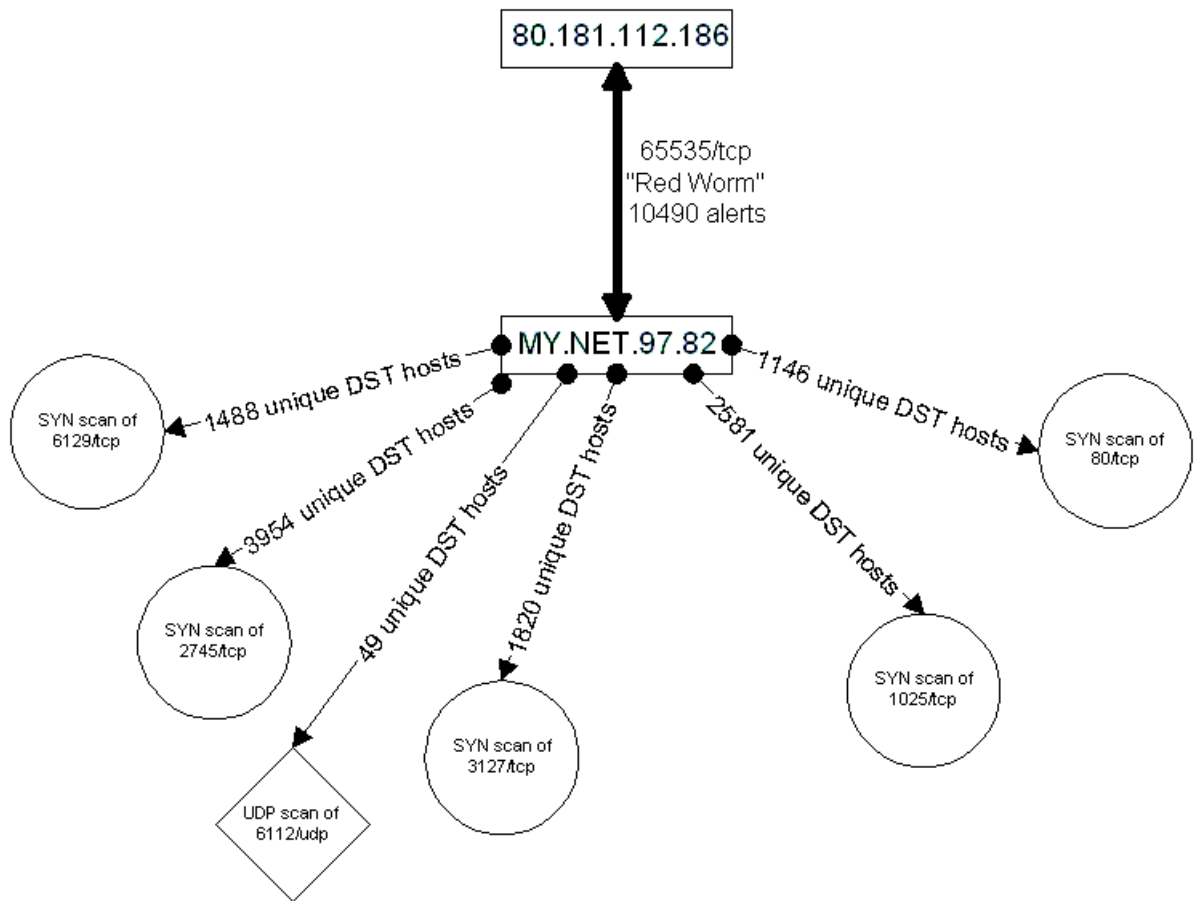 80.181.112.186
65535/tcp
"Red Worm"
10490 alerts
MY.NET.97.82
1488 unique DST hosts
1146 unique DST hosts
3954 unique DST hosts
49 unique DST hosts
1820 unique DST hosts
2581 unique DST hosts
SYN scan of
6129/tcp
SYN scan of
80/tcp
SYN scan of
2745/tcp
SYN scan of
1025/tcp
SYN scan of
3127/tcp
UDP scan of
6112/udp